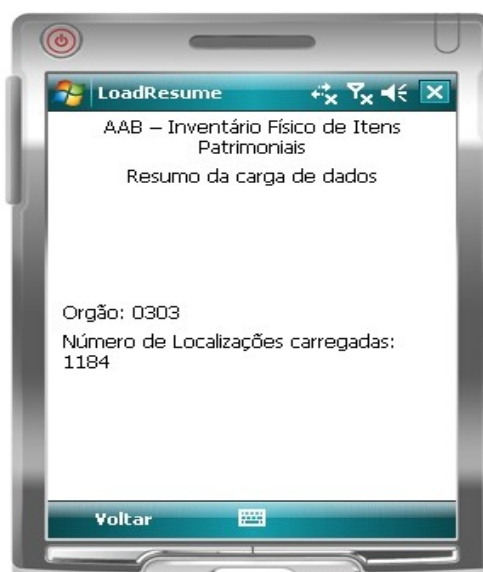 LoadResume
AAB – Inventário Físico de Itens
Patrimoniais
Resumo da carga de dados
Orgão: 0303
Número de Localizações carregadas:
1184
Voltar